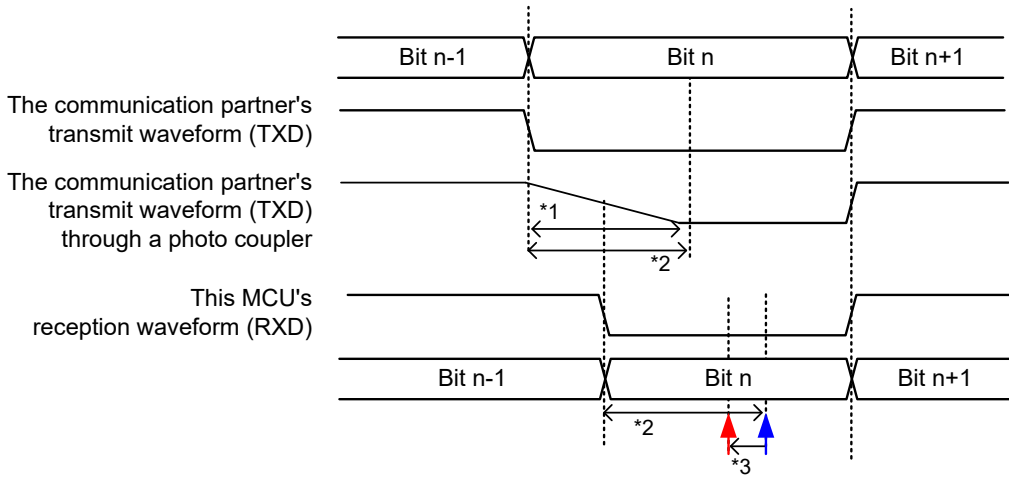 Bit n-1 Bit n Bit n+1
The communication partner's
transmit waveform (TXD)
The communication partner's
transmit waveform (TXD)
through a photo coupler
*1
*2
This MCU's
reception waveform (RXD)
Bit n-1 Bit n Bit n+1
*2
*3